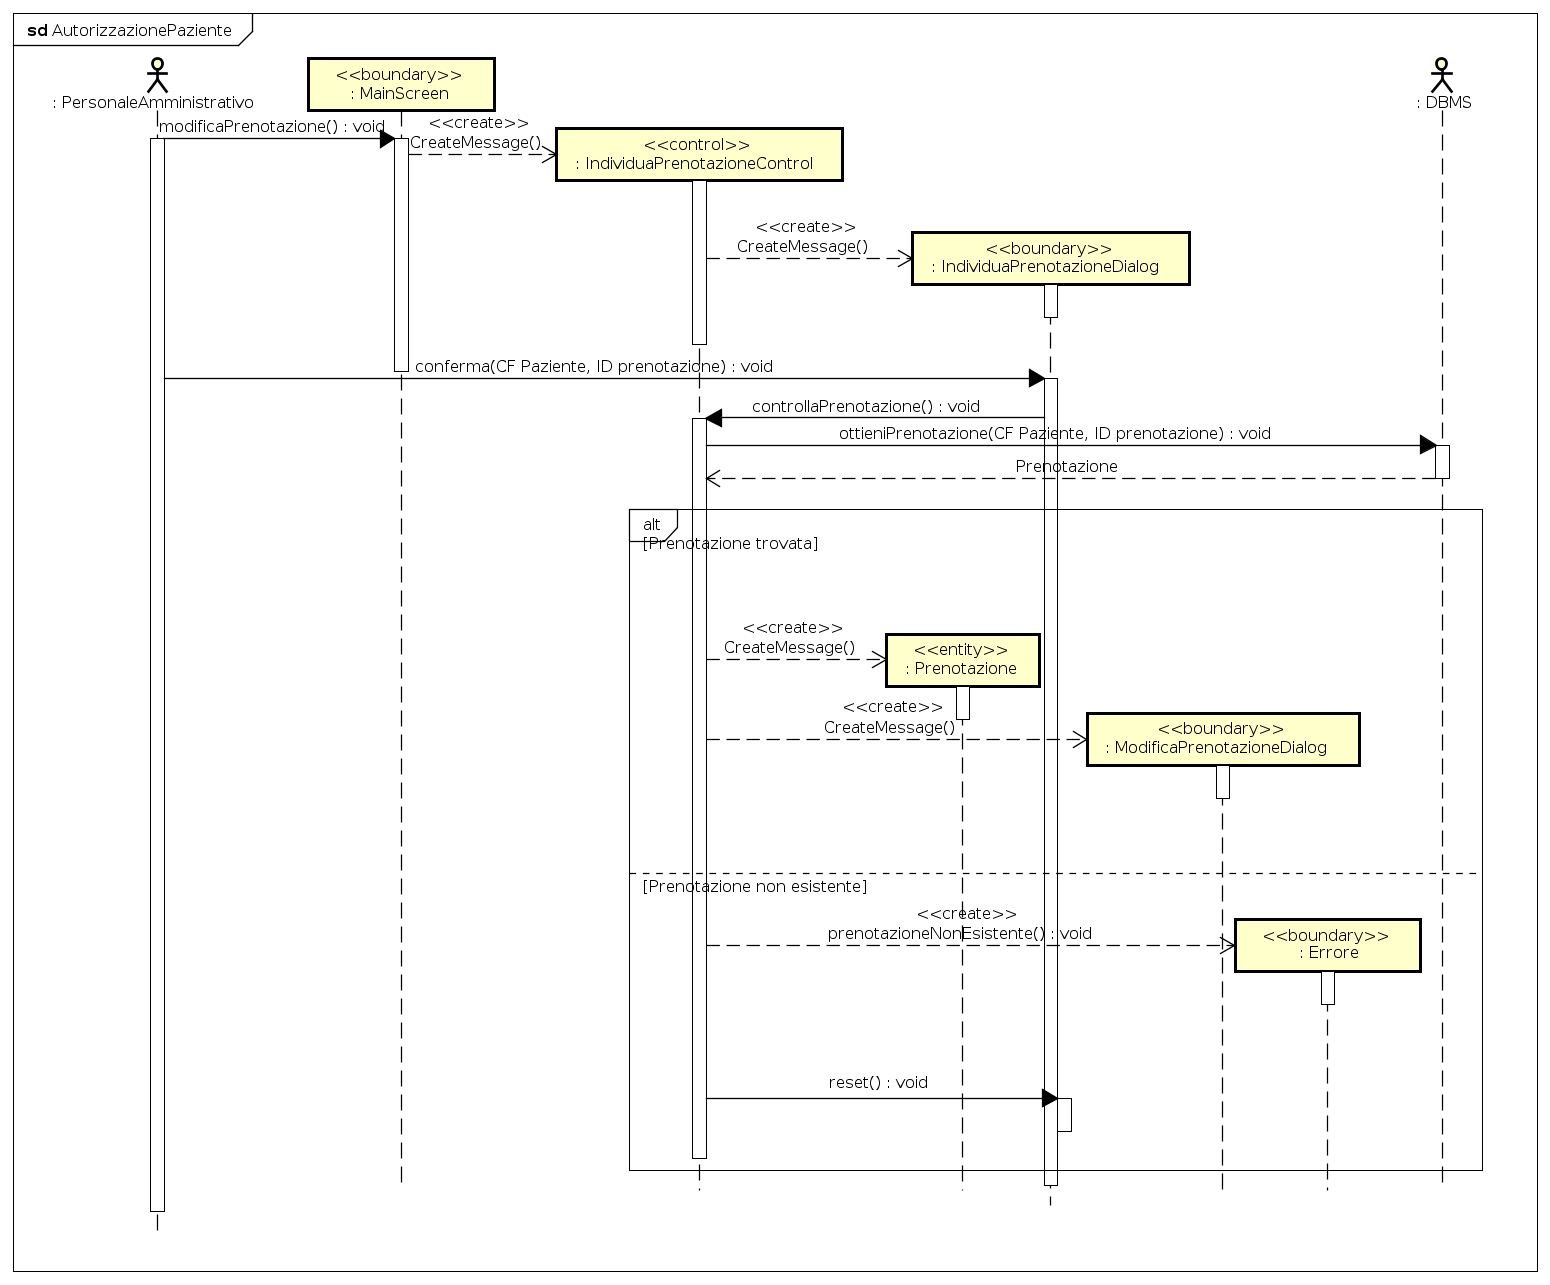 sd AutorizzazionePaziente
: PersonaleAmministrativo
<<boundary>>
: MainScreen
: DBMS
modificaPrenotazione() : void
<<create>>
CreateMessage()
<<control>>
: IndividuaPrenotazioneControl
<<create>>
CreateMessage()
<<boundary>>
: IndividuaPrenotazioneDialog
conferma(CF Paziente, ID prenotazione) : void
controllaPrenotazione() : void
ottieniPrenotazione(CF Paziente, ID prenotazione) : void
Prenotazione
alt
[Prenotazione trovata]
<<create>>
CreateMessage()
<<entity>>
: Prenotazione
<<create>>
CreateMessage()
<<boundary>>
: ModificaPrenotazioneDialog
[Prenotazione non esistente]
<<create>>
prenotazioneNonEsistente() : void
<<boundary>>
: Errore
reset() : void